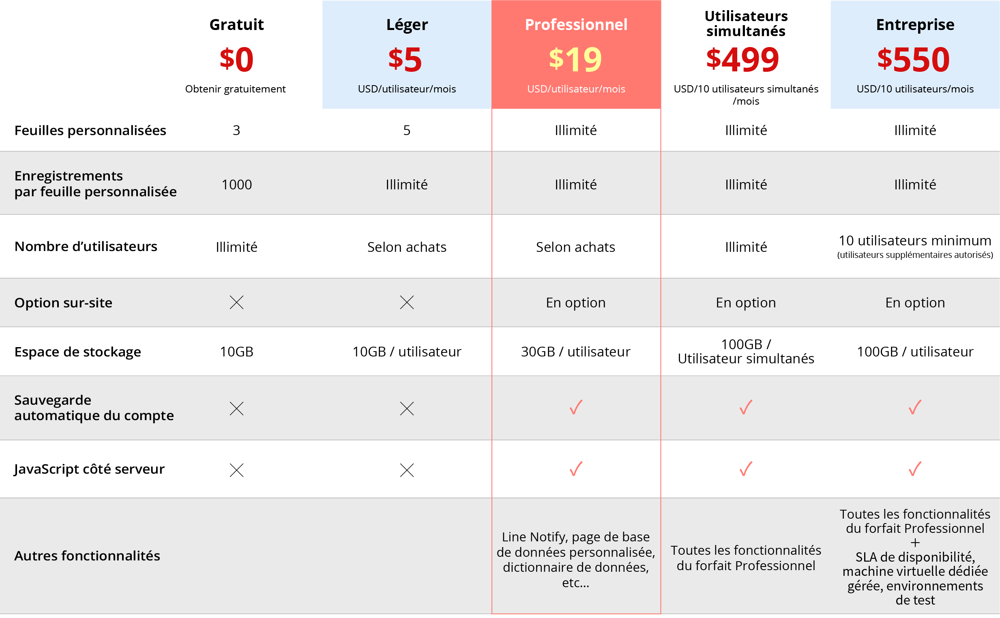 Gratuit
$0
Obtenir gratuitement
Léger
$5
USD/utilisateur/mois
Professionnel
$19
USD/utilisateur/mois
Utilisateurs
simultanés
$499
USD/10 utilisateurs simultanés
/mois
Entreprise
$550
USD/10 utilisateurs/mois
Feuilles personnalisées
3
5
Illimité
Illimité
Illimité
Enregistrements
par feuille personnalisée
1000
Illimité
Illimité
Illimité
Illimité
Nombre d’utilisateurs
Illimité
Selon achats
Selon achats
Illimité
10 utilisateurs minimum
(utilisateurs supplémentaires autorisés)
Option sur-site
En option
En option
En option
Espace de stockage
10GB
10GB / utilisateur
30GB / utilisateur
100GB /
Utilisateur simultanés
100GB / utilisateur
Sauvegarde
automatique du compte
JavaScript côté serveur
Autres fonctionnalités
Line Notify, page de base
de données personnalisée,
dictionnaire de données,
etc...
Toutes les fonctionnalités
du forfait Professionnel
Toutes les fonctionnalités
du forfait Professionnel
+
SLA de disponibilité,
machine virtuelle dédiée
gérée, environnements
de test